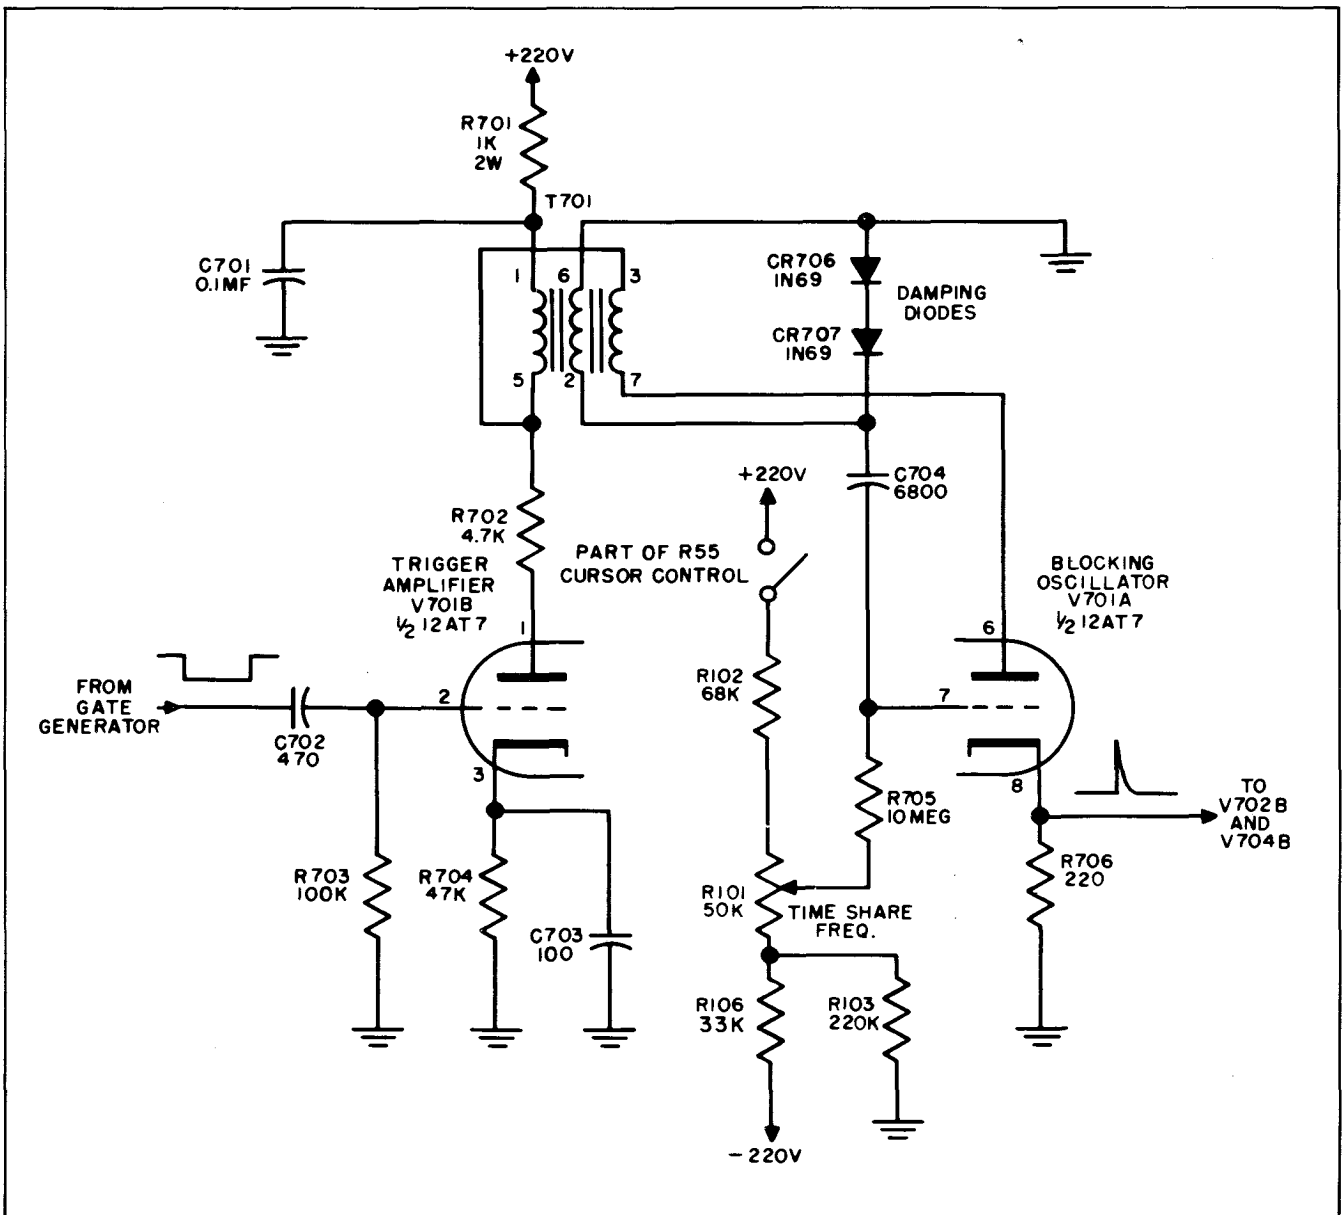 +220V
R701
1K
2W
T701
C701
0.1MF
1
6
3
5
2
7
CR706
1N69
DAMPING
DIODES
CR707
1N69
R702
4.7K
TRIGGER
AMPLIFIER
V701B
½ 12AT7
+220V
PART OF R55
CURSOR CONTROL
C704
6800
BLOCKING
OSCILLATOR
V701A
½ 12AT7
1
6
FROM
GATE
GENERATOR
C702
470
2
3
R102
68K
7
8
R705
10MEG
TO
V702B
AND
V704B
R703
100K
R704
47K
C703
100
R101
50K
TIME SHARE
FREQ.
R706
220
R106
33K
R103
220K
-220V